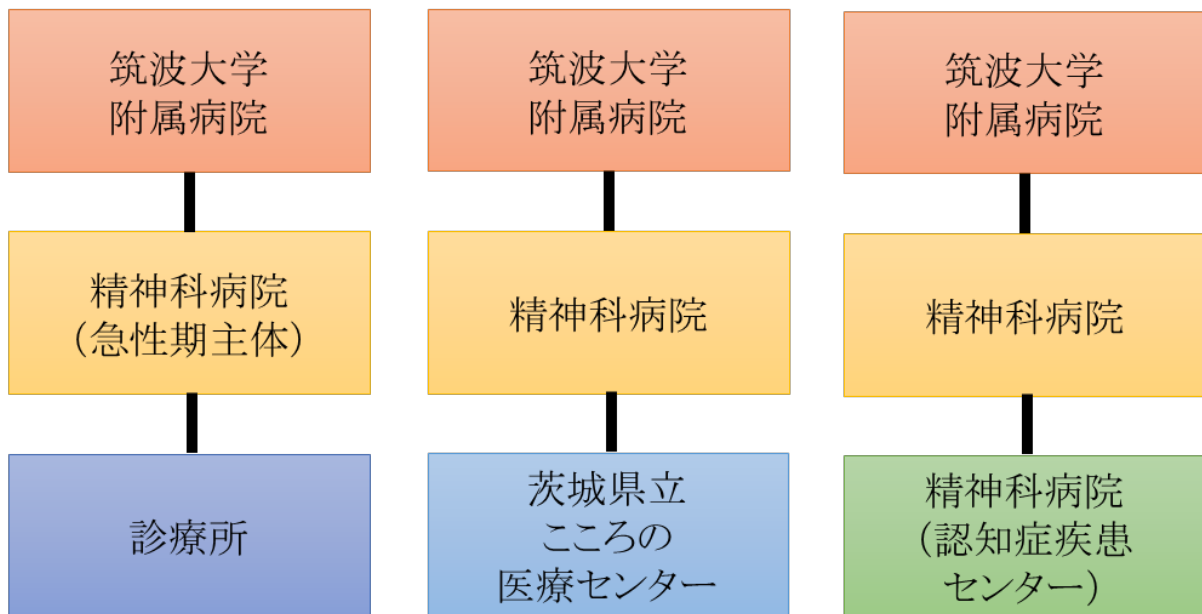 筑波大学
附属病院
筑波大学
附属病院
筑波大学
附属病院
精神科病院
（急性期主体）
精神科病院
精神科病院
診療所
茨城県立
こころの
医療センター
精神科病院
（認知症疾患
センター）